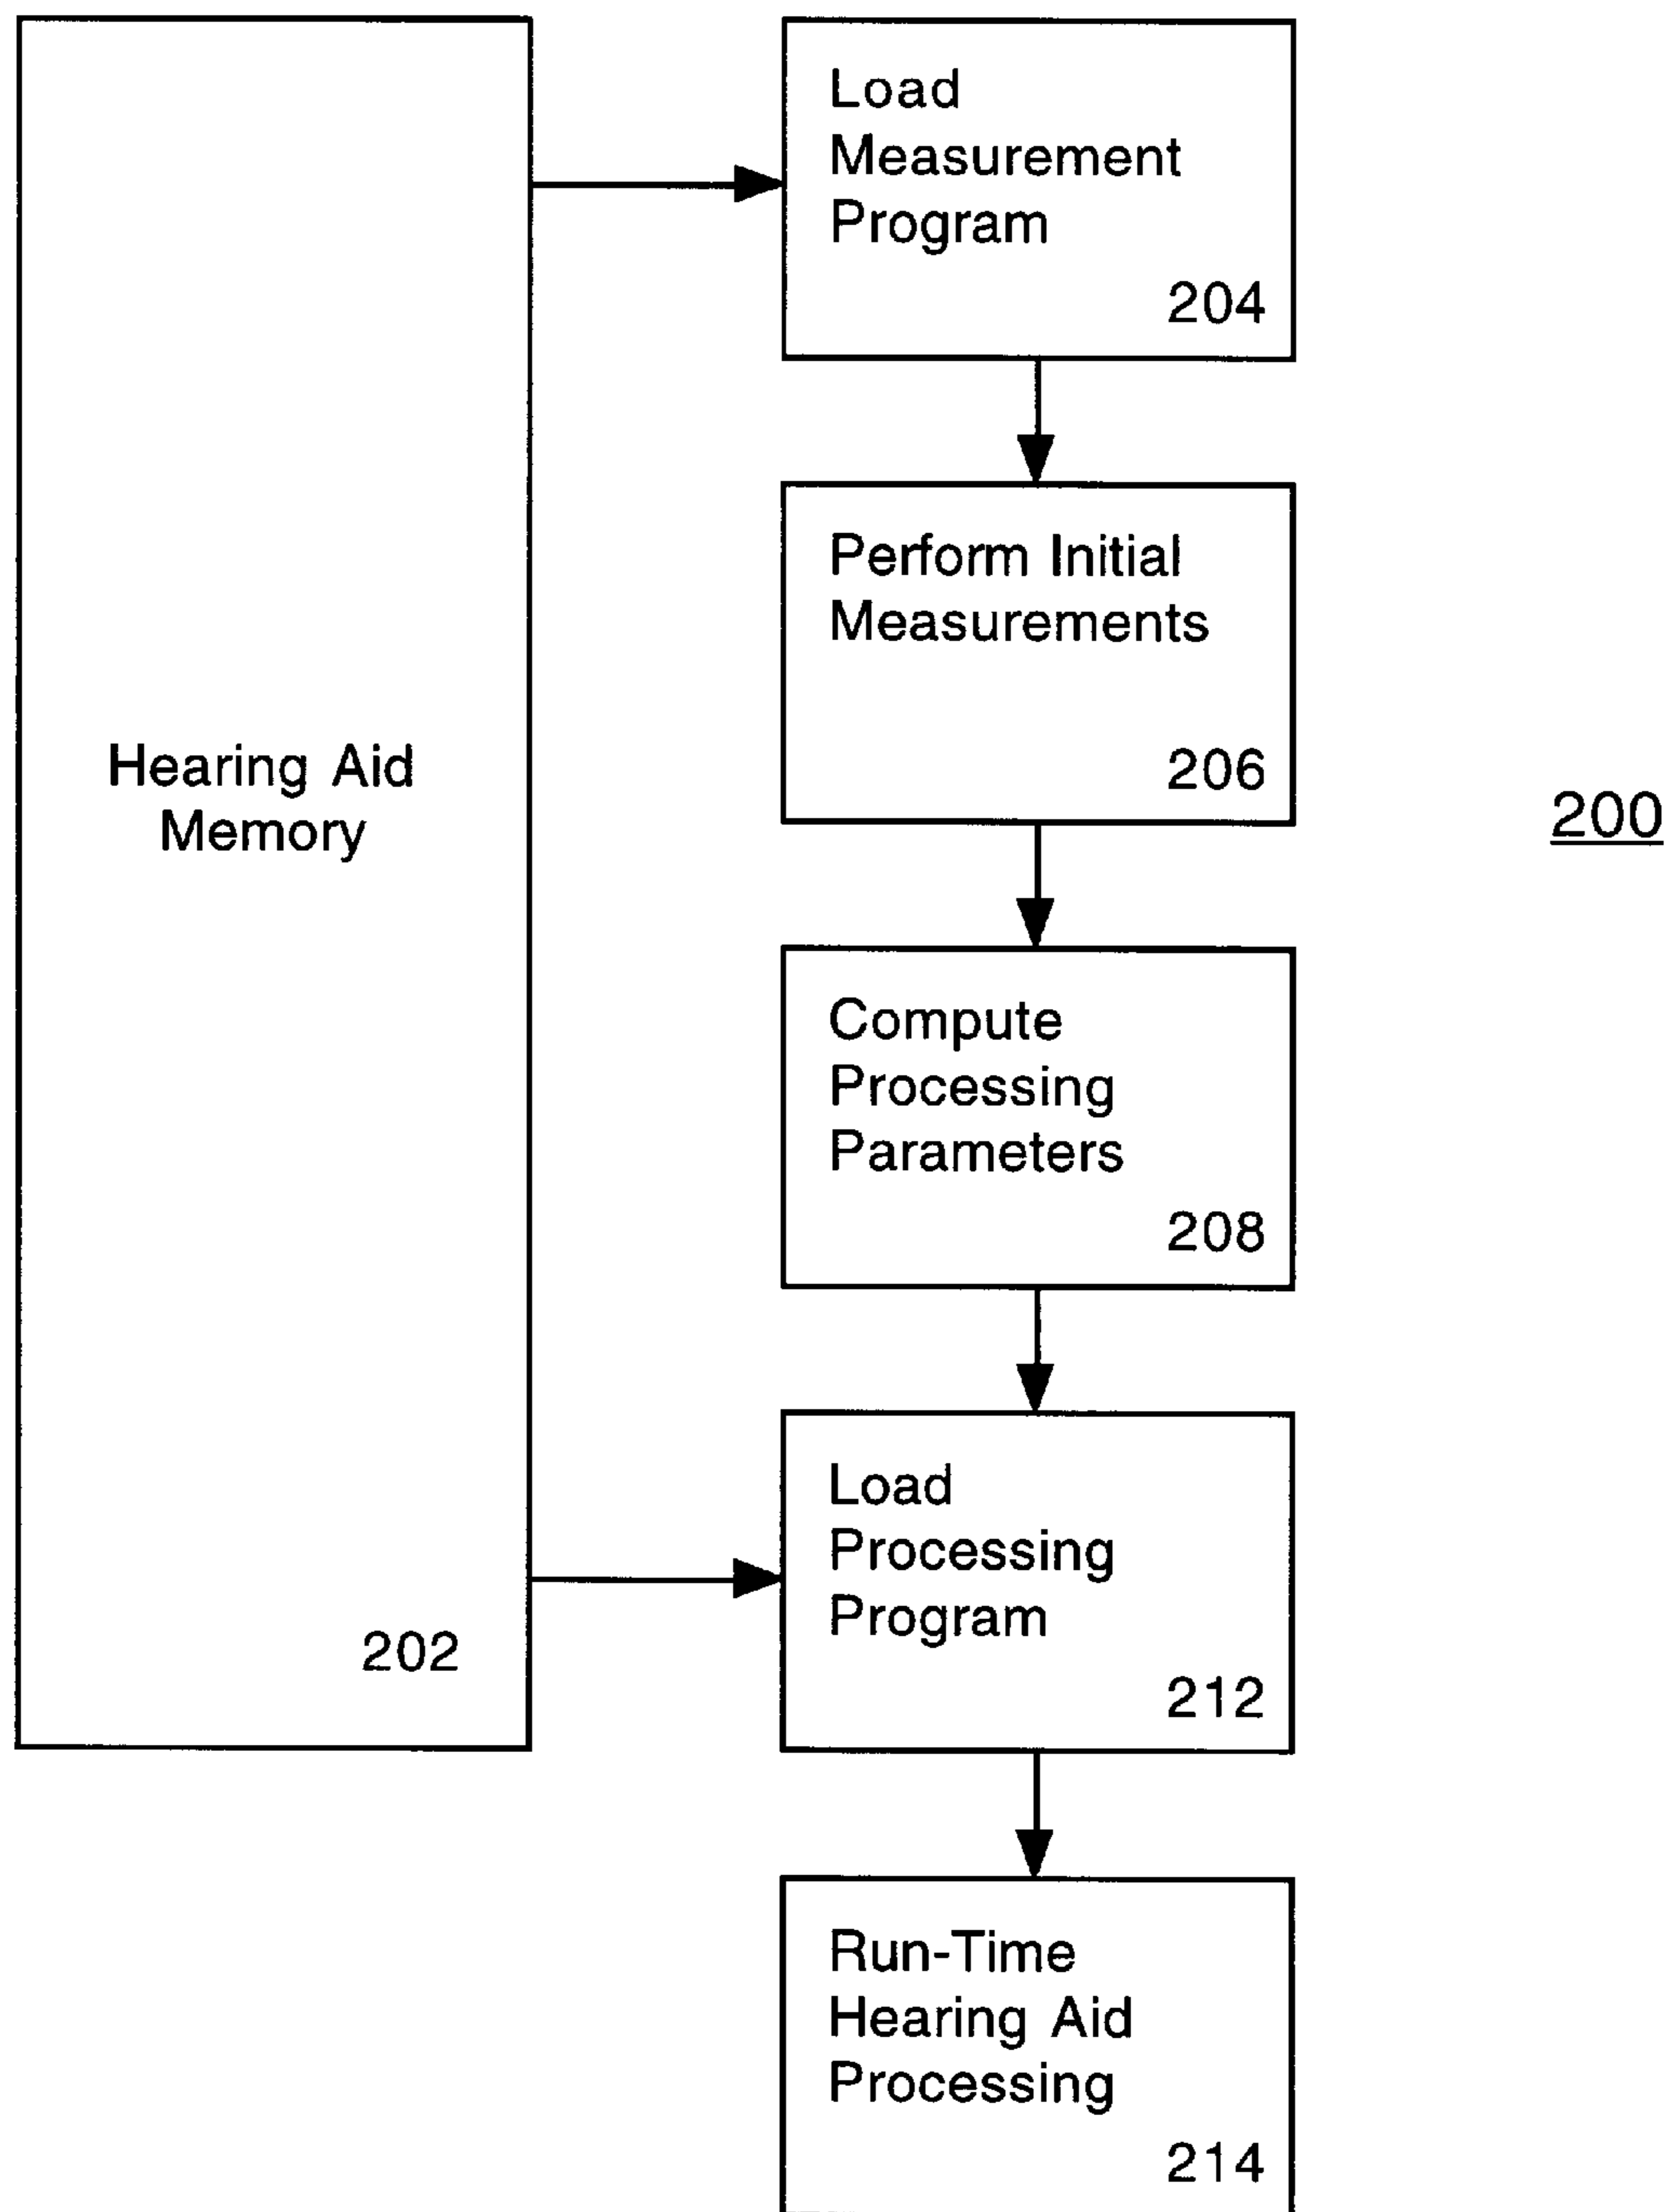 Hearing Aid
Memory
202
Load
Measurement
Program
204
Perform Initial
Measurements
206
200
Compute
Processing
Parameters
208
Load
Processing
Program
212
Run-Time
Hearing Aid
Processing
214